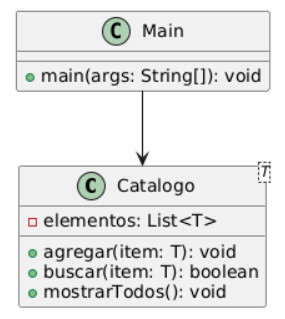 C Main
main(args: String[]): void
T
C Catalogo
elementos: List<T>
agregar(item: T): void
buscar(item: T): boolean
mostrarTodos(): void